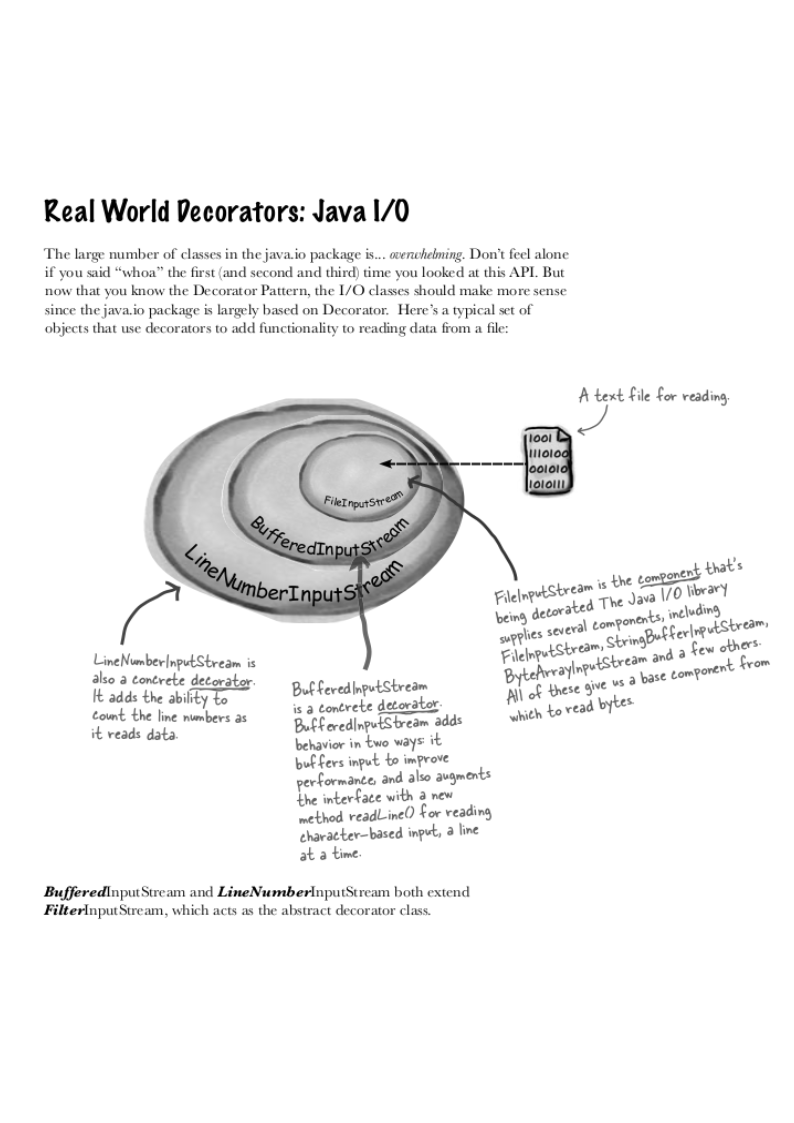 Real World Decorators: Java I/O
The large number of classes in the java.io package is... overwhelming. Don't feel alone
if you said “whoa” the first (and second and third) time you looked at this API. But
now that you know the Decorator Pattern, the I/O classes should make more sense
since the java.io package is largely based on Decorator. Here's a typical set of
objects that use decorators to add functionality to reading data from a file:
A text file for reading.
1001
1110100
001010
1010111
FileInputStream
BufferedInputStream
LineNumberInputStream
FileInputStream is the component that's
being decorated The Java I/O library
supplies several components, including
FileInputStream, StringBufferInputStream,
ByteArrayInputStream and a few others.
All of these give us a base component from
which to read bytes.
LineNumberInputStream is
also a concrete decorator.
It adds the ability to
count the line numbers as
it reads data.
BufferedInputStream
is a concrete decorator.
BufferedInputStream adds
behavior in two ways: it
buffers input to improve
performance, and also augments
the interface with a new
method readLine() for reading
character-based input, a line
at a time.
BufferedInputStream and LineNumberInputStream both extend
FilterInputStream, which acts as the abstract decorator class.